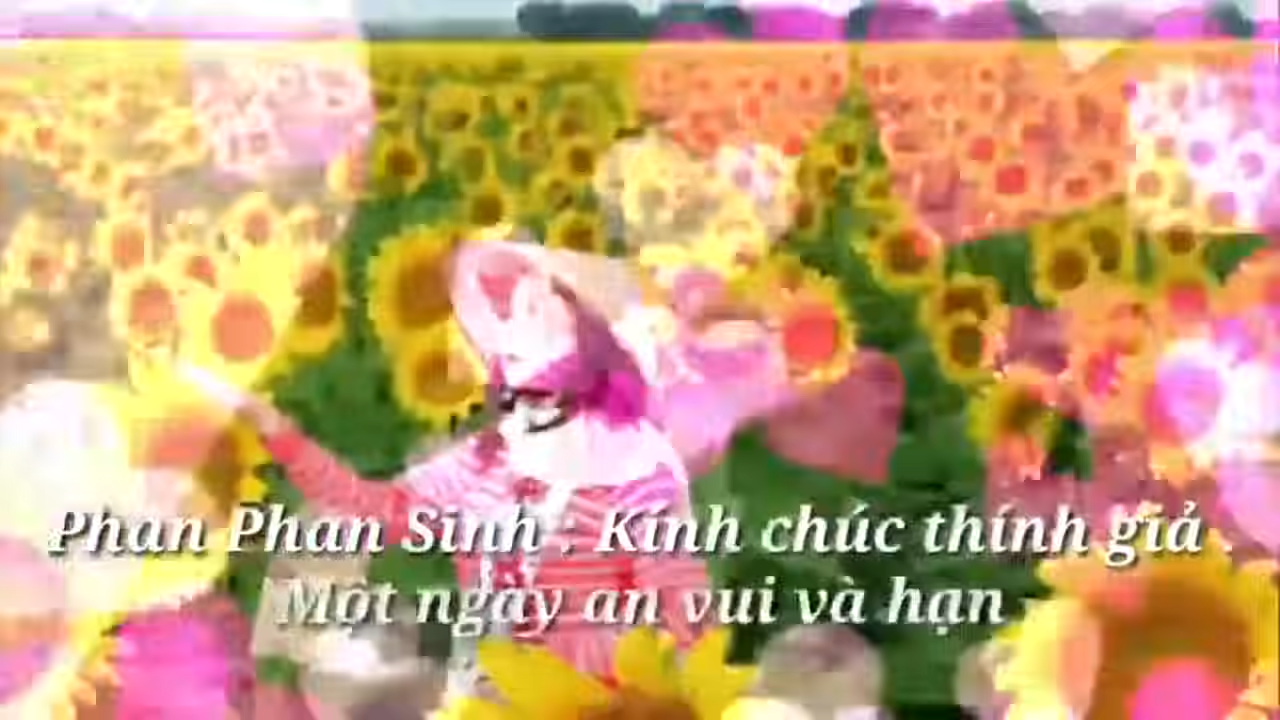 Phan Phan Sinh : Kính chúc thính giả .
Một ngày an vui và hạn